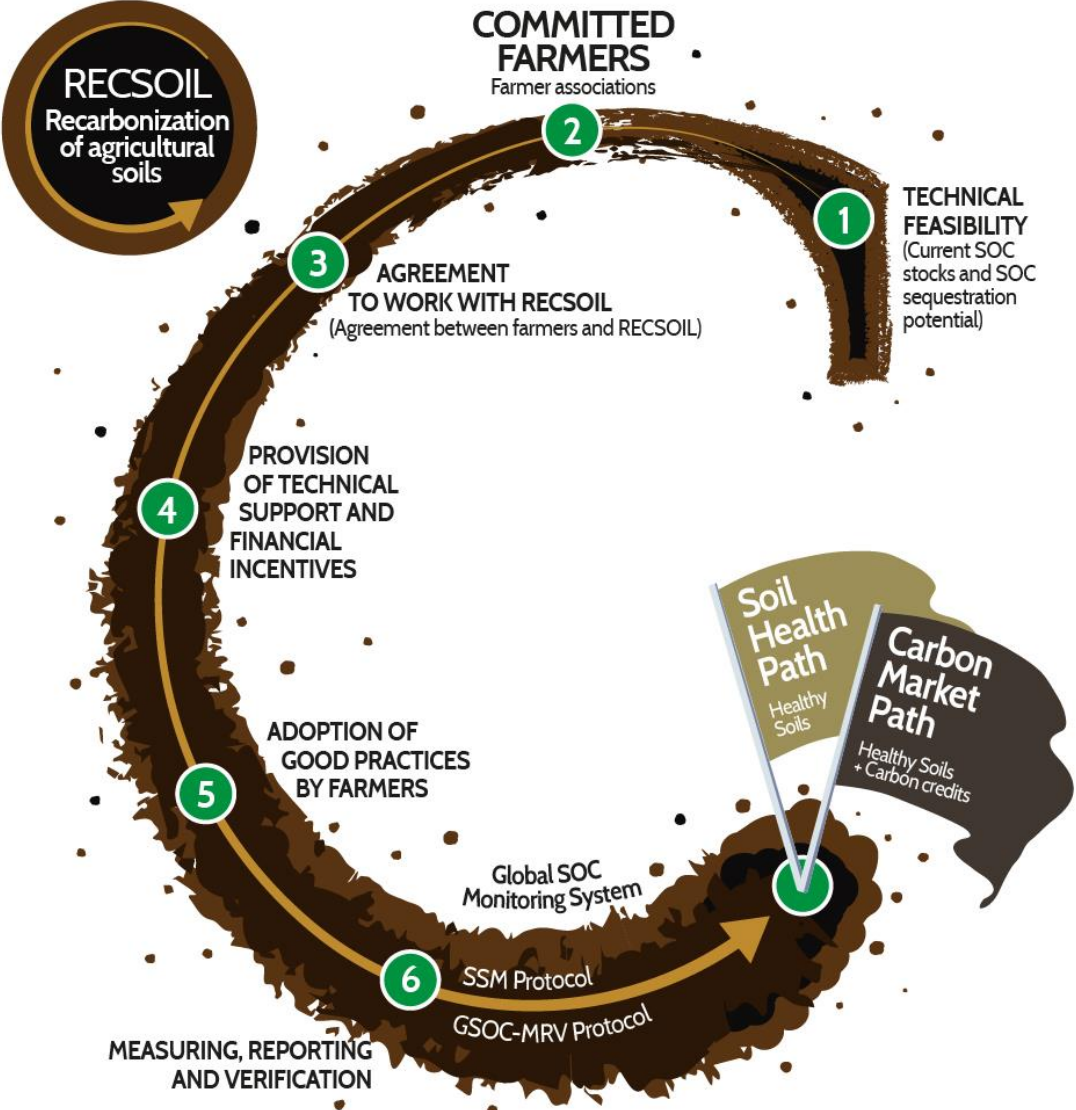 RECSOIL
Recarbonization
of agricultural
soils
COMMITTED
FARMERS
Farmer associations
2
1
TECHNICAL
FEASIBILITY
(Current SOC
stocks and SOC
sequestration
potential)
3
AGREEMENT
TO WORK WITH RECSOIL
(Agreement between farmers and RECSOIL)
4
PROVISION
OF TECHNICAL
SUPPORT AND
FINANCIAL
INCENTIVES
5
ADOPTION OF
GOOD PRACTICES
BY FARMERS
6
MEASURING, REPORTING
AND VERIFICATION
Global SOC
Monitoring System
SSM Protocol
GSOC-MRV Protocol
Soil
Health
Path
Healthy
Soils
Carbon
Market
Path
Healthy Soils
+ Carbon credits